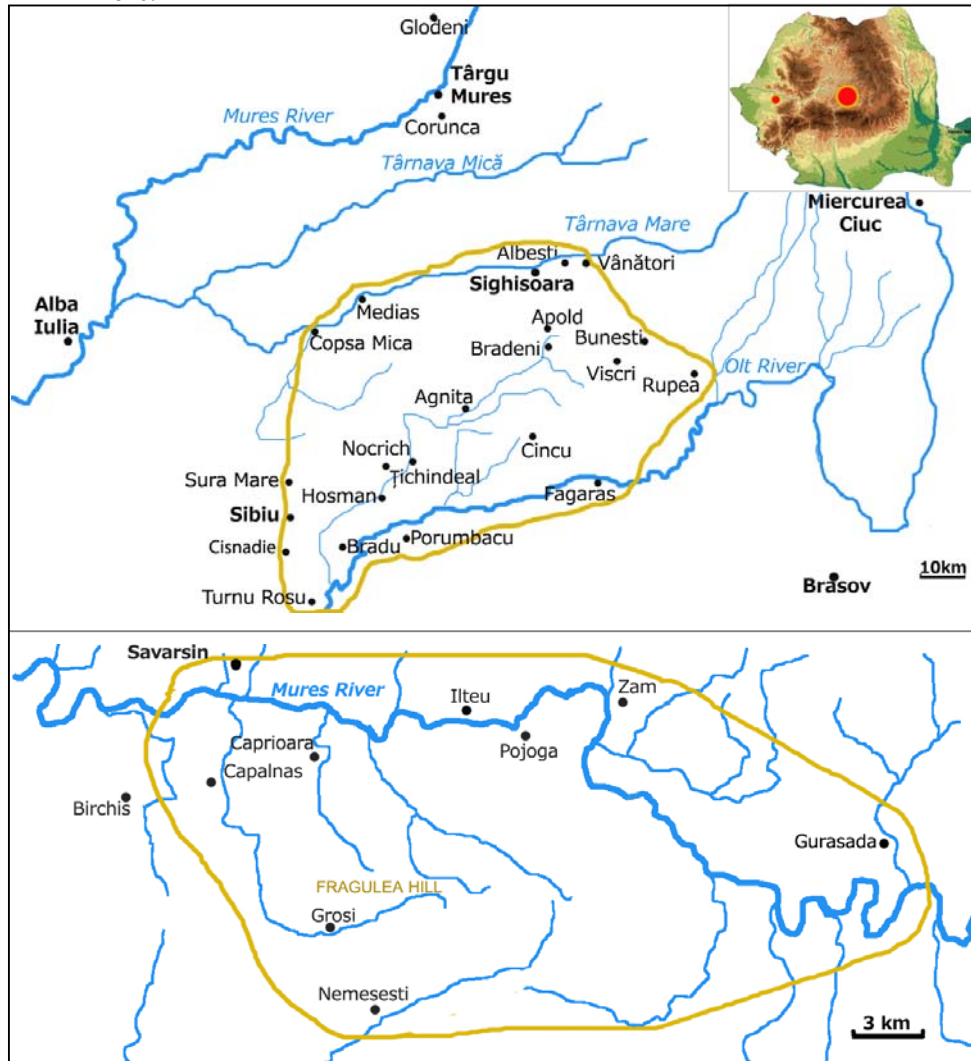 Glodeni
Târgu
Mures
Mures River
Corunca
Târnava Mică
Miercurea
Ciuc
Târnava Mare
Albesti
Vânători
Sighisoara
Alba
Iulia
Medias
Apold
Copsa Mica
Bradeni
Bunesti
Olt River
Viscri
Rupea
Agnita
Nocrich
Cincu
Țichindeal
Sura Mare
Hosman
Fagaras
Sibiu
Cisnadie
Bradu
Porumbacu
10km
Turnu Rosu
Brasov
Savarsin
Mures River
Ilteu
Zam
Caprioara
Pojoga
Capalnas
Birchis
Gurasada
FRAGULEA HILL
Grosi
Nemesesti
3 km